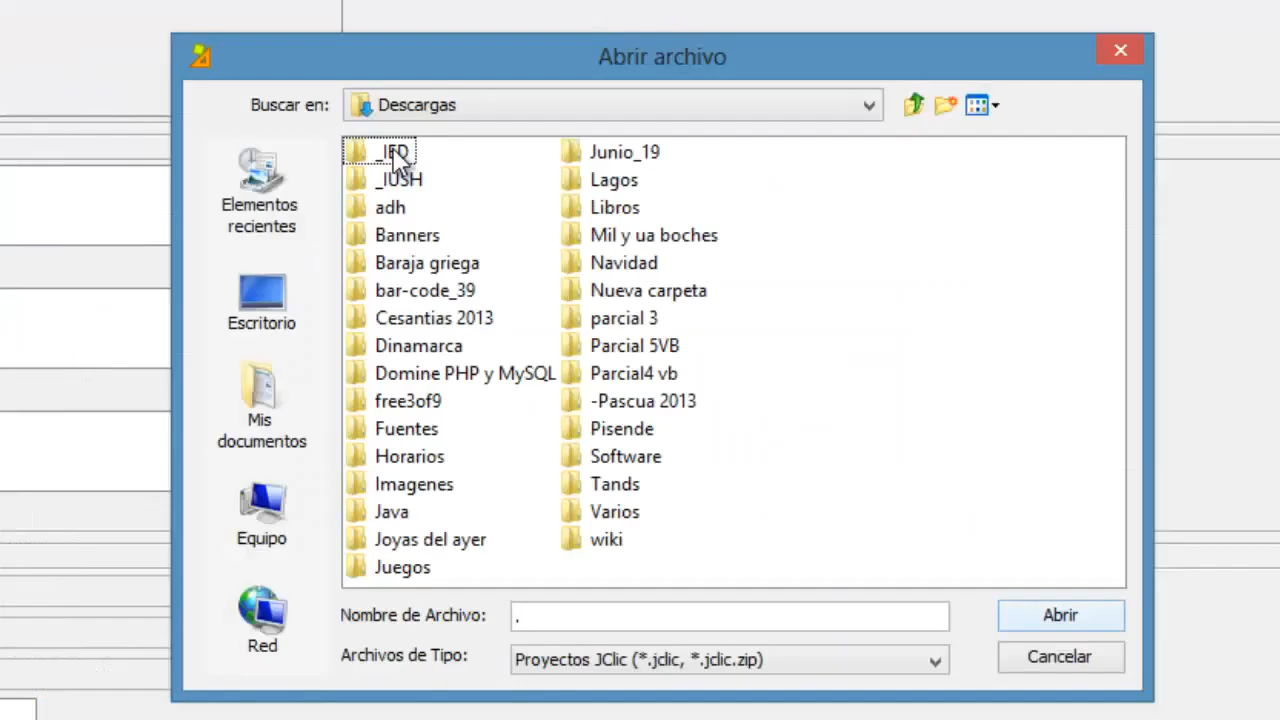 Abrir archivo
Buscar en:
Descargas
Elementos
recientes
Escritorio
Mis
documentos
Equipo
Red
_IED
_IUSH
adh
Banners
Baraja griega
bar-code_39
Cesantias 2013
Dinamarca
Domine PHP y MySQL
free3of9
Fuentes
Horarios
Imagenes
Java
Joyas del ayer
Juegos
Junio_19
Lagos
Libros
Mil y ua boches
Navidad
Nueva carpeta
parcial 3
Parcial 5VB
Parcial4 vb
-Pascua 2013
Pisende
Software
Tands
Varios
wiki
Nombre de Archivo:
.
Abrir
Archivos de Tipo:
Proyectos JClic (*.jclic, *.jclic.zip)
Cancelar